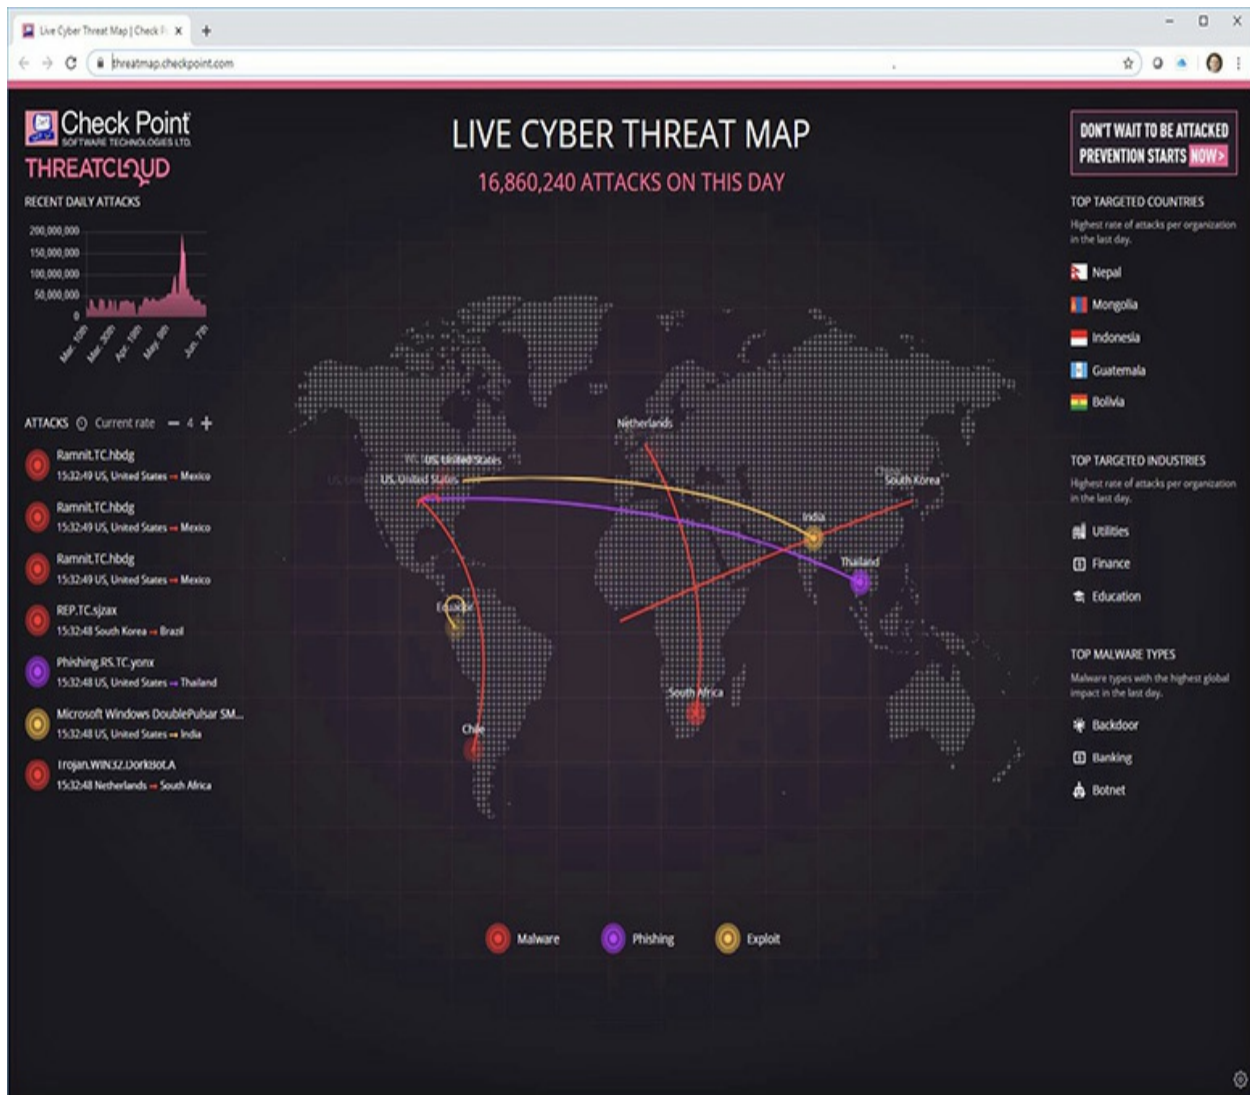 Live Cyber Threat Map | Check P
threatmap.checkpoint.com
Check Point
SOFTWARE TECHNOLOGIES LTD.
THREATCLOUD
RECENT DAILY ATTACKS
200,000,000
150,000,000
100,000,000
50,000,000
0
Mar. 10th
Mar. 30th
Apr. 19th
May. 9th
Jun. 7th
ATTACKS Current rate − 4 +
Ramnit.TC.hbdg
15:32:49 US, United States → Mexico
Ramnit.TC.hbdg
15:32:49 US, United States → Mexico
Ramnit.TC.hbdg
15:32:49 US, United States → Mexico
REP.TC.sjzax
15:32:48 South Korea → Brazil
Phishing.RS.TC.yonx
15:32:48 US, United States → Thailand
Microsoft Windows DoublePulsar SM...
15:32:48 US, United States → India
Trojan.WIN32.DorkBot.A
15:32:48 Netherlands → South Africa
LIVE CYBER THREAT MAP
16,860,240 ATTACKS ON THIS DAY
Netherlands
US, United States
US, United States
China
South Korea
India
Thailand
Ecuador
South Africa
Chile
Malware
Phishing
Exploit
DON'T WAIT TO BE ATTACKED
PREVENTION STARTS NOW >
TOP TARGETED COUNTRIES
Highest rate of attacks per organization
in the last day.
Nepal
Mongolia
Indonesia
Guatemala
Bolivia
TOP TARGETED INDUSTRIES
Highest rate of attacks per organization
in the last day.
Utilities
Finance
Education
TOP MALWARE TYPES
Malware types with the highest global
impact in the last day.
Backdoor
Banking
Botnet